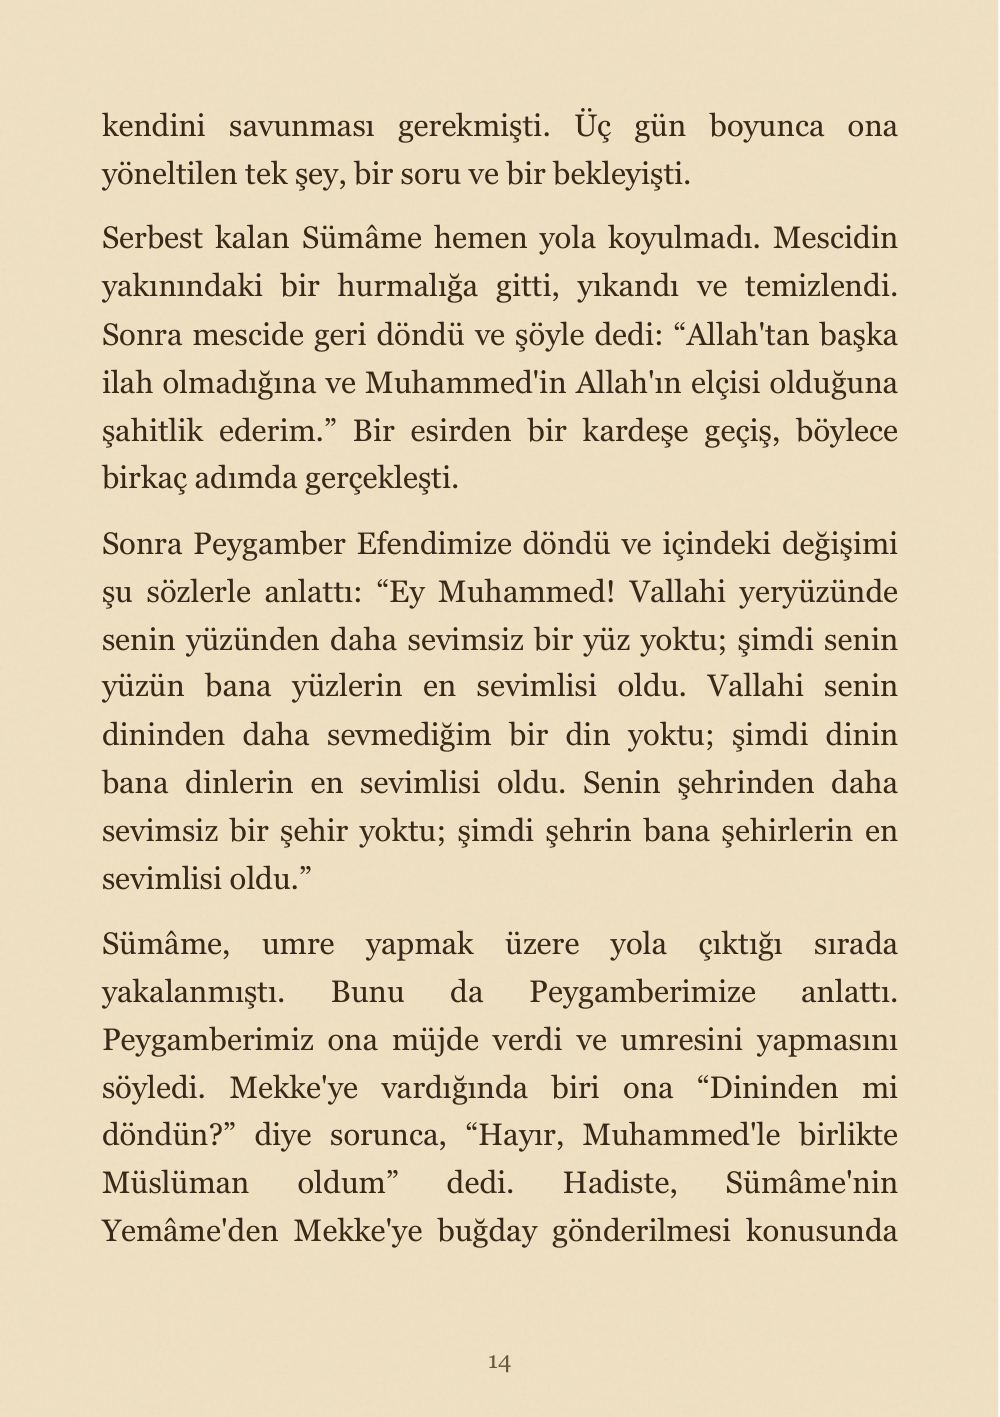 kendini savunması gerekmişti. Üç gün boyunca ona
yöneltilen tek şey, bir soru ve bir bekleyişti.
Serbest kalan Sümâme hemen yola koyulmadı. Mescidin
yakınındaki bir hurmalığa gitti, yıkandı ve temizlendi.
Sonra mescide geri döndü ve şöyle dedi: “Allah'tan başka
ilah olmadığına ve Muhammed'in Allah'ın elçisi olduğuna
şahitlik ederim.” Bir esirden bir kardeşe geçiş, böylece
birkaç adımda gerçekleşti.
Sonra Peygamber Efendimize döndü ve içindeki değişimi
şu sözlerle anlattı: “Ey Muhammed! Vallahi yeryüzünde
senin yüzünden daha sevimsiz bir yüz yoktu; şimdi senin
yüzün bana yüzlerin en sevimlisi oldu. Vallahi senin
dininden daha sevmediğim bir din yoktu; şimdi dinin
bana dinlerin en sevimlisi oldu. Senin şehrinden daha
sevimsiz bir şehir yoktu; şimdi şehrin bana şehirlerin en
sevimlisi oldu.”
Sümâme, umre yapmak üzere yola çıktığı sırada
yakalanmıştı. Bunu da Peygamberimize anlattı.
Peygamberimiz ona müjde verdi ve umresini yapmasını
söyledi. Mekke'ye vardığında biri ona “Dininden mi
döndün?” diye sorunca, “Hayır, Muhammed'le birlikte
Müslüman oldum” dedi. Hadiste, Sümâme'nin
Yemâme'den Mekke'ye buğday gönderilmesi konusunda
14